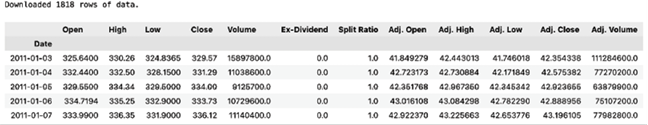 Downloaded 1818 rows of data.
Open High Low Close Volume Ex-Dividend Split Ratio Adj. Open Adj. High Adj. Low Adj. Close Adj. Volume
Date
2011-01-03 325.6400 330.26 324.8365 329.57 15897800.0 0.0 1.0 41.849279 42.443013 41.746018 42.354338 111284600.0
2011-01-04 332.4400 332.50 328.1500 331.29 11038600.0 0.0 1.0 42.723173 42.730884 42.171849 42.575382 77270200.0
2011-01-05 329.5500 334.34 329.5000 334.00 9125700.0 0.0 1.0 42.351768 42.967350 42.345342 42.923655 63879900.0
2011-01-06 334.7194 335.25 332.9000 333.73 10729600.0 0.0 1.0 43.016108 43.084298 42.782290 42.888956 75107200.0
2011-01-07 333.9900 336.35 331.9000 336.12 11140400.0 0.0 1.0 42.922370 43.225663 42.653776 43.196105 77982800.0